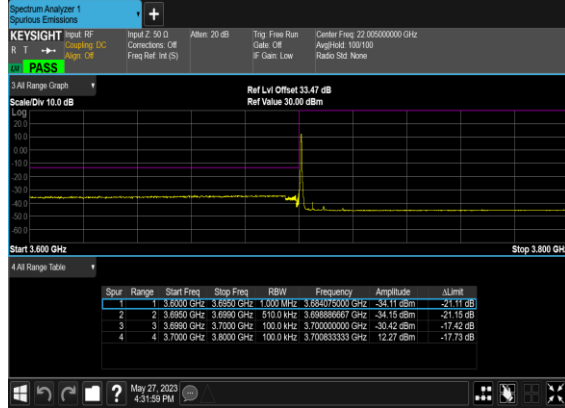 Spectrum Analyzer 1
Spurious Emissions
KEYSIGHT Input: RF Input Z: 50 Ω Atten: 20 dB Trig: Free Run Center Freq: 22.005000000 GHz
R T Coupling: DC Corrections: Off Gate: Off Avg|Hold: 100/100
Align: Off Freq Ref: Int (S) IF Gain: Low Radio Std: None
PASS
3 All Range Graph
Ref Lvl Offset 33.47 dB
Scale/Div 10.0 dB Ref Value 30.00 dBm
Log
20.0
10.0
0.00
-10.0
-20.0
-30.0
-40.0
-50.0
-60.0
Start 3.600 GHz Stop 3.800 GH
4 All Range Table
Spur Range Start Freq Stop Freq RBW Frequency Amplitude ΔLimit
1 1 3.6000 GHz 3.6950 GHz 1.000 MHz 3.684075000 GHz -34.11 dBm -21.11 dB
2 2 3.6950 GHz 3.6990 GHz 510.0 kHz 3.698886667 GHz -34.15 dBm -21.15 dB
3 3 3.6990 GHz 3.7000 GHz 100.0 kHz 3.700000000 GHz -30.42 dBm -17.42 dB
4 4 3.7000 GHz 3.8000 GHz 100.0 kHz 3.700833333 GHz 12.27 dBm -17.73 dB
? May 27, 2023
4:31:59 PM